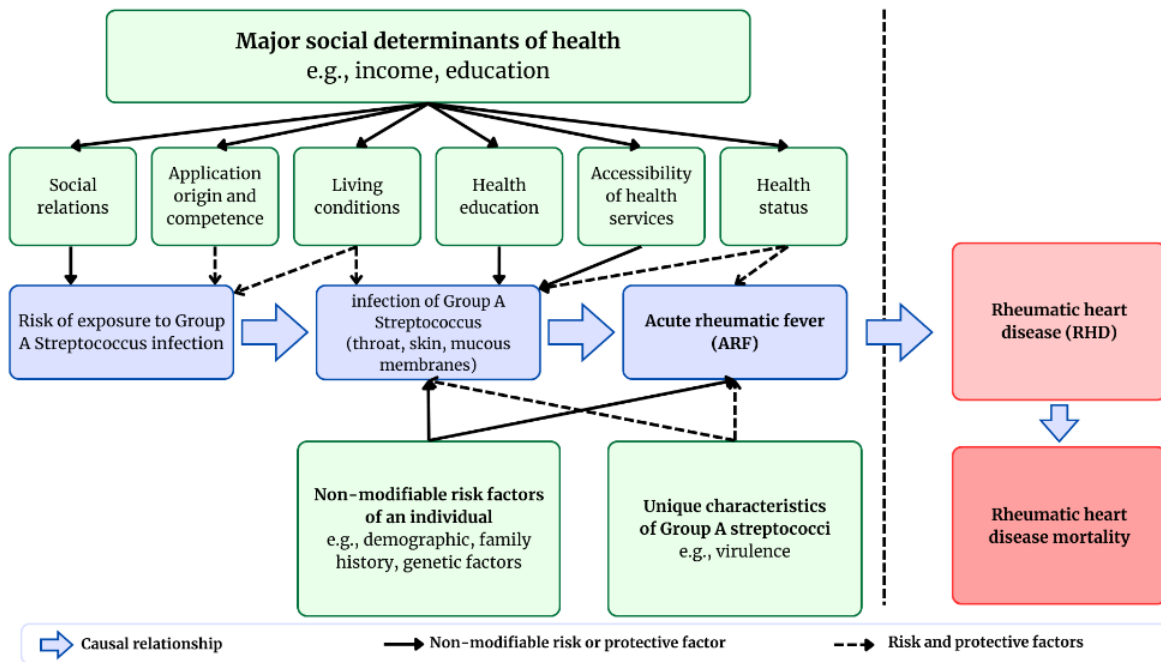 Major social determinants of health
e.g., income, education
Social
relations
Application
origin and
competence
Living
conditions
Health
education
Accessibility
of health
services
Health
status
Risk of exposure to Group
A Streptococcus infection
infection of Group A
Streptococcus
(throat, skin, mucous
membranes)
Acute rheumatic fever
(ARF)
Rheumatic heart
disease (RHD)
Non-modifiable risk factors
of an individual
e.g., demographic, family
history, genetic factors
Unique characteristics
of Group A streptococci
e.g., virulence
Rheumatic heart
disease mortality
Causal relationship
Non-modifiable risk or protective factor
Risk and protective factors